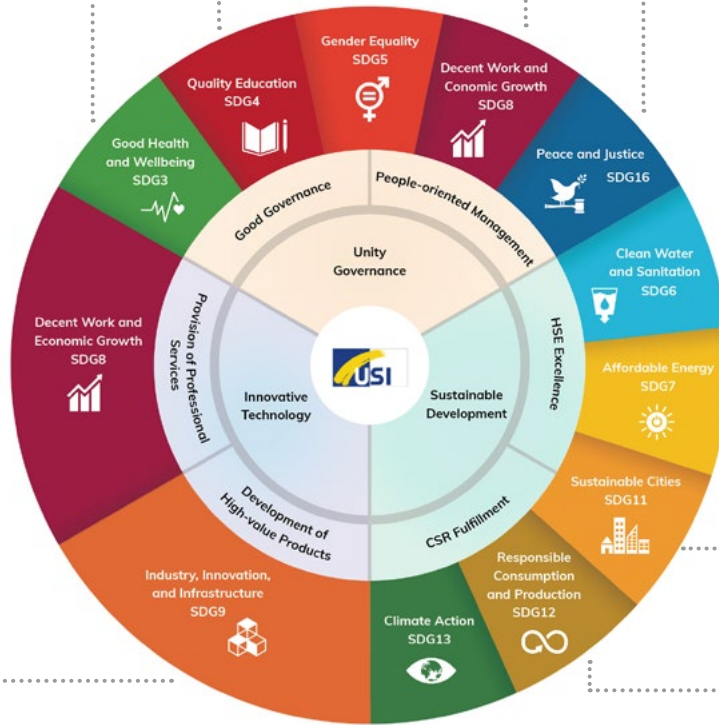 Gender Equality
SDG5
Decent Work and
Conomic Growth
SDG8
Peace and Justice
SDG16
Clean Water
and Sanitation
SDG6
Affordable Energy
SDG7
Sustainable Cities
SDG11
Responsible
Consumption
and Production
SDG12
Climate Action
SDG13
Industry, Innovation,
and Infrastructure
SDG9
Decent Work and
Economic Growth
SDG8
Good Health
and Wellbeing
SDG3
Quality Education
SDG4
Good Governance
People-oriented Management
HSE Excellence
CSR Fulfillment
Development of
High-value Products
Provision of Professional
Services
Unity
Governance
Sustainable
Development
Innovative
Technology
USI